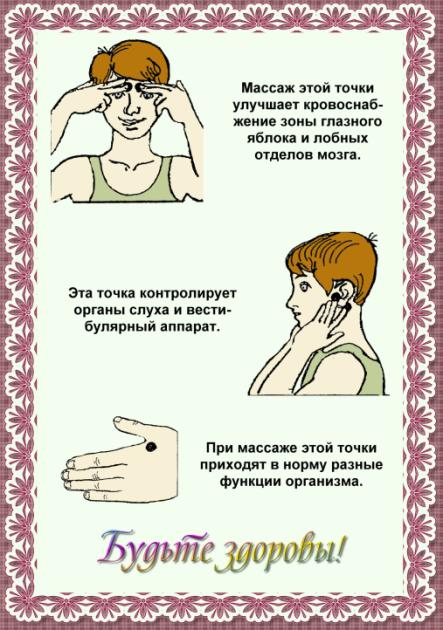 Массаж этой точки
улучшает кровоснаб-
жение зоны глазного
яблока и лобных
отделов мозга.
Эта точка контролирует
органы слуха и вести-
булярный аппарат.
При массаже этой точки
приходят в норму разные
функции организма.
Будьте здоровы!